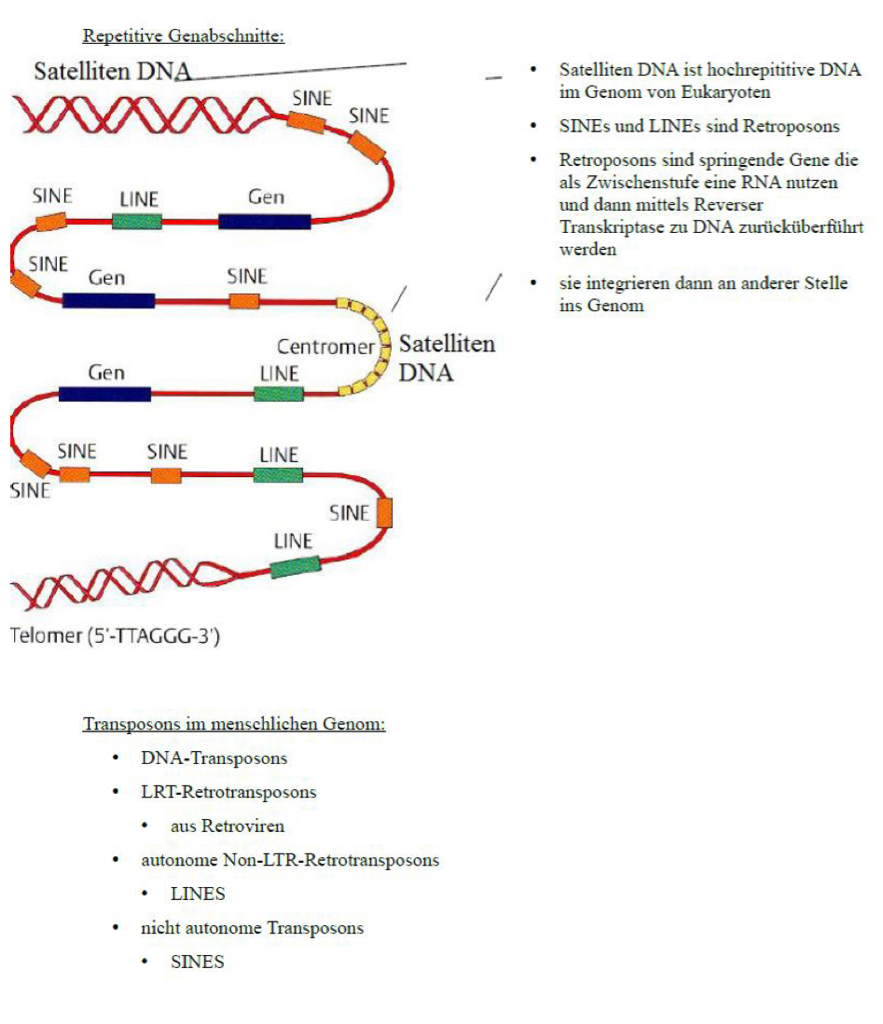 Repetitive Genabschnitte:
Satelliten DNA
SINE
SINE
SINE
LINE
Gen
SINE
Gen
SINE
Centromer
Satelliten
DNA
Gen
LINE
SINE
SINE
LINE
SINE
SINE
LINE
Telomer (5'-TTAGGG-3')
• Satelliten DNA ist hochrepititive DNA
im Genom von Eukaryoten
• SINEs und LINEs sind Retroposons
• Retroposons sind springende Gene die
als Zwischenstufe eine RNA nutzen
und dann mittels Reverser
Transkriptase zu DNA zurücküberführt
werden
• sie integrieren dann an anderer Stelle
ins Genom
Transposons im menschlichen Genom:
• DNA-Transposons
• LRT-Retrotransposons
• aus Retroviren
• autonome Non-LTR-Retrotransposons
• LINES
• nicht autonome Transposons
• SINES